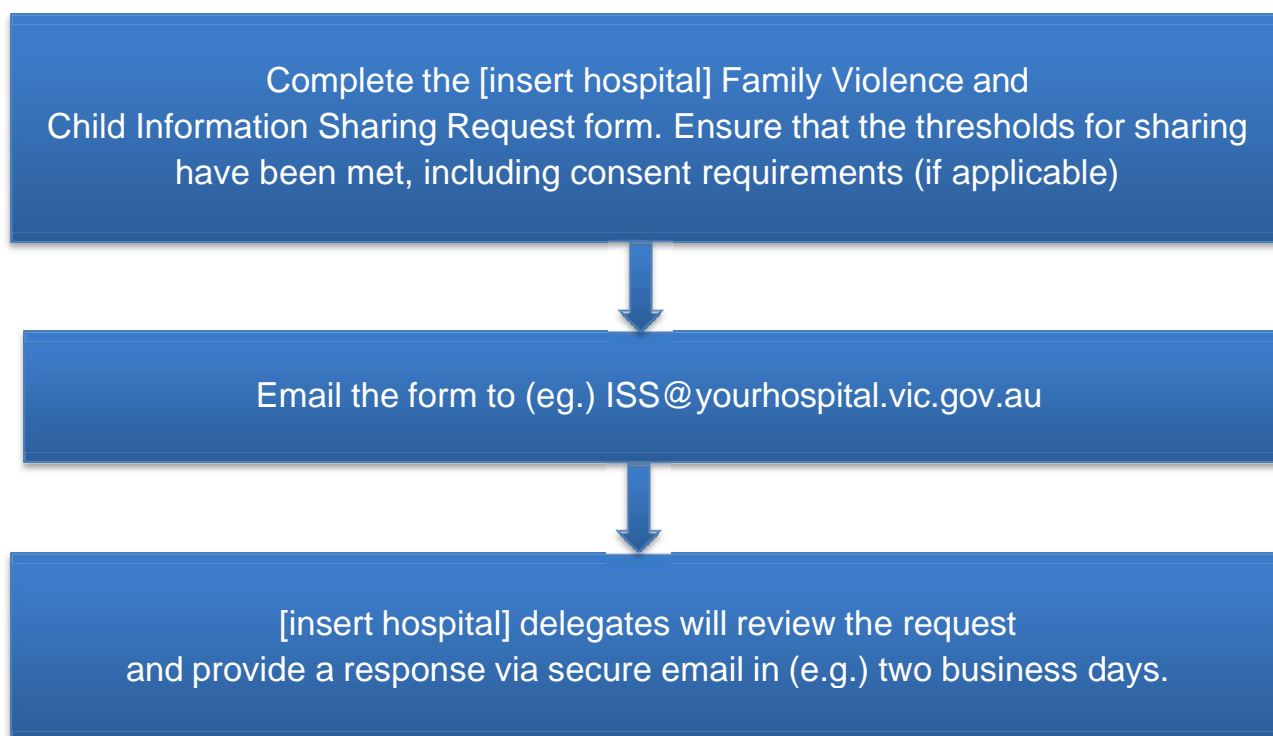 Complete the [insert hospital] Family Violence and
Child Information Sharing Request form. Ensure that the thresholds for sharing
have been met, including consent requirements (if applicable)
Email the form to (eg.) ISS@yourhospital.vic.gov.au
[insert hospital] delegates will review the request
and provide a response via secure email in (e.g.) two business days.